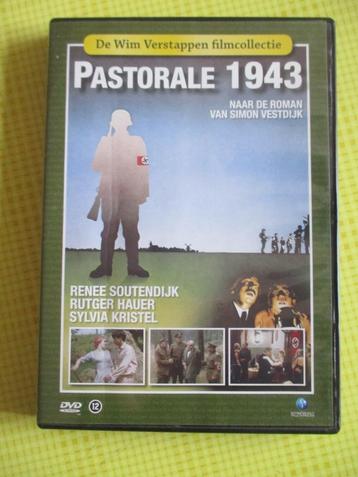 De Wim Verstappen filmcollectie
PASTORALE 1943
NAAR DE ROMAN
VAN SIMON VESTDIJK
RENEE SOUTENDIJK
RUTGER HAUER
SYLVIA KRISTEL
DVD
12